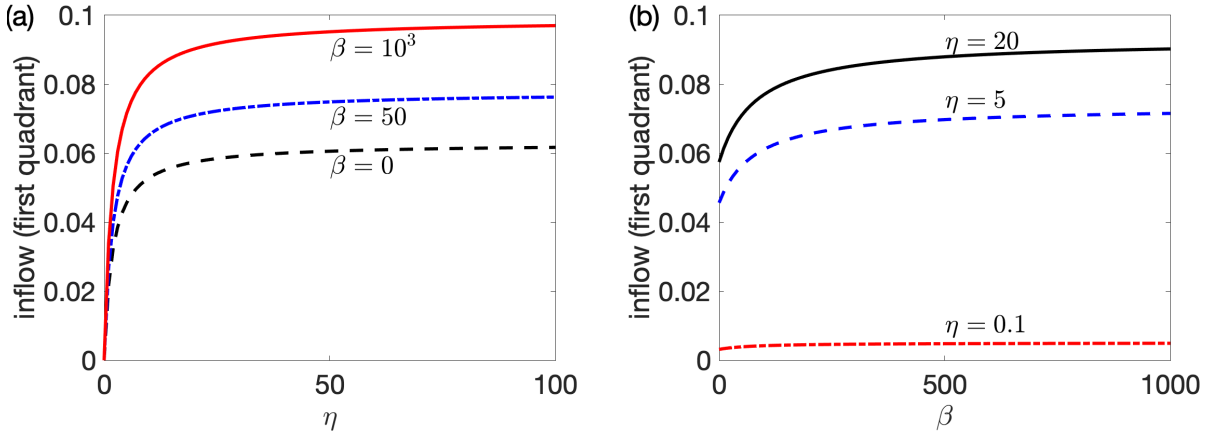 (a)
inflow (first quadrant)
0.1
0.08
0.06
0.04
0.02
0
β = 10³
β = 50
β = 0
0
50
100
η
(b)
inflow (first quadrant)
0.1
0.08
0.06
0.04
0.02
0
η = 20
η = 5
η = 0.1
0
500
1000
β